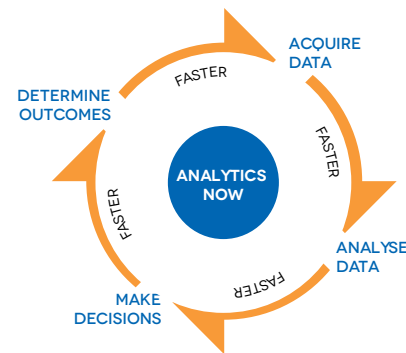 FASTER
ACQUIRE
DATA
FASTER
ANALYSE
DATA
FASTER
MAKE
DECISIONS
FASTER
DETERMINE
OUTCOMES
ANALYTICS
NOW